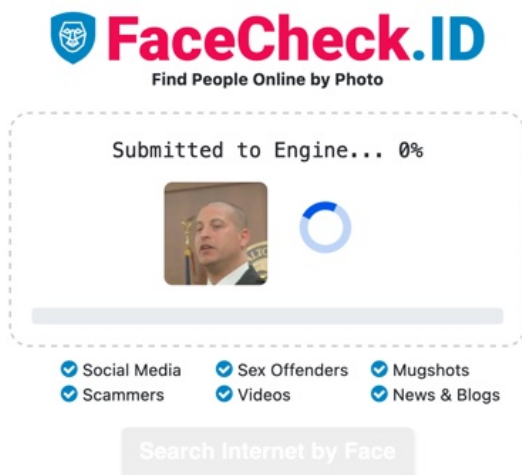 FaceCheck.ID
Find People Online by Photo
Submitted to Engine... 0%
Social Media
Sex Offenders
Mugshots
Scammers
Videos
News & Blogs
Search Internet by Face